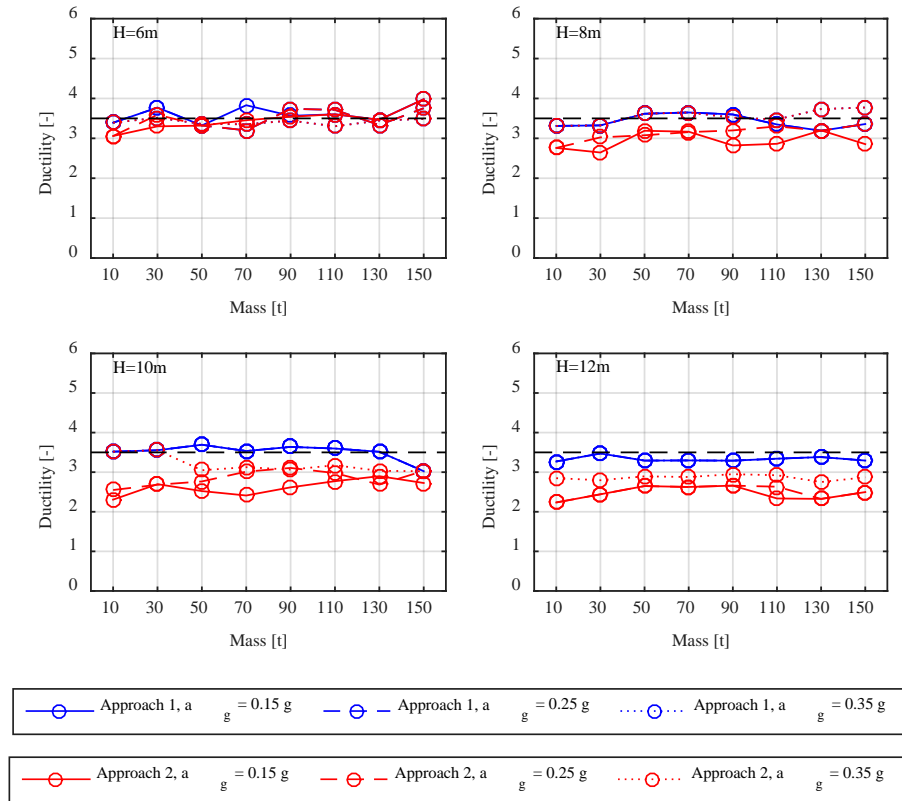 H=6m
6
5
4
3
2
1
0
Ductility [-]
10 30 50 70 90 110 130 150
Mass [t]
H=8m
6
5
4
3
2
1
0
Ductility [-]
10 30 50 70 90 110 130 150
Mass [t]
H=10m
6
5
4
3
2
1
0
Ductility [-]
10 30 50 70 90 110 130 150
Mass [t]
H=12m
6
5
4
3
2
1
0
Ductility [-]
10 30 50 70 90 110 130 150
Mass [t]
Approach 1, a g = 0.15 g Approach 1, a g = 0.25 g Approach 1, a g = 0.35 g
Approach 2, a g = 0.15 g Approach 2, a g = 0.25 g Approach 2, a g = 0.35 g